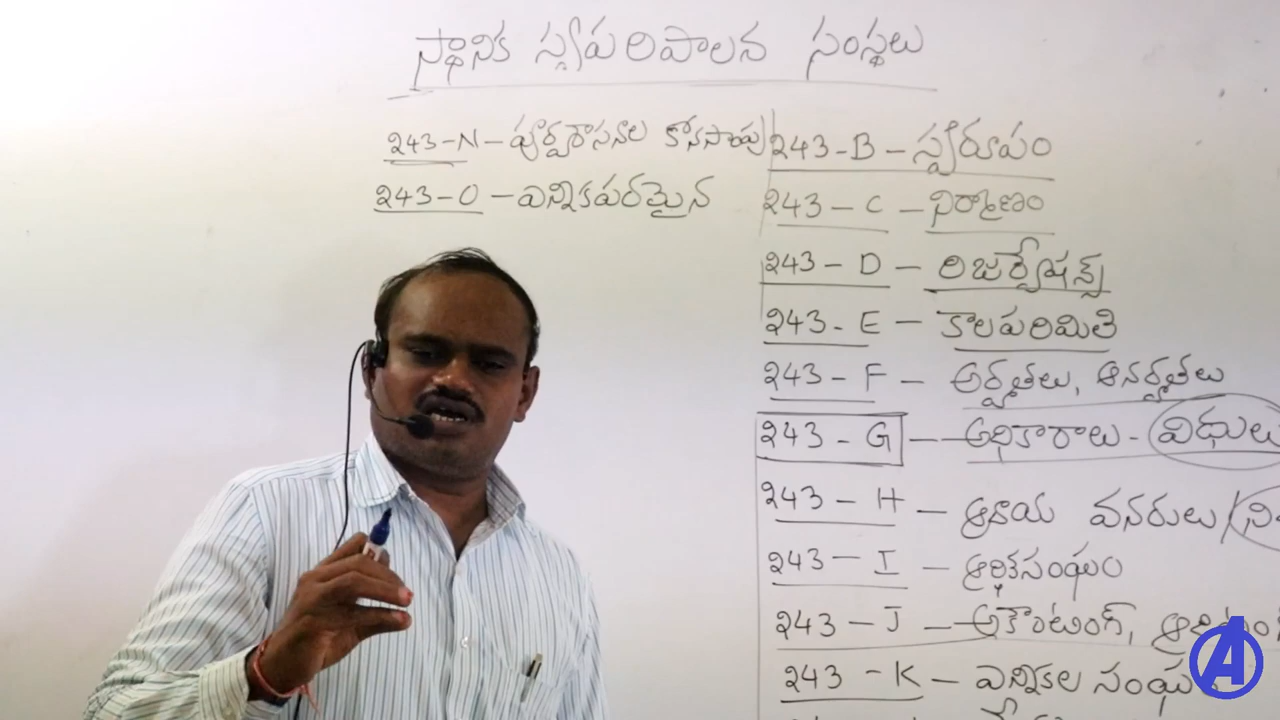 స్థానిక స్వపరిపాలన సంస్థలు
243-N - పూర్వశాసనాల కోనసాపు
243-O - ఎన్నికపరమైన
243-B - స్వరూపం
243-C - నిర్మాణం
243-D - రిజర్వేషన్స్
243-E - కాలపరిమితి
243-F - అర్హతలు, అనర్హతలు
243-G - అధికారాలు - విధులు
243-H - ఆదాయ వనరులు /
243-I - ఆర్థికసంఘం
243-J - అకౌంటింగ్,
243-K - ఎన్నికల